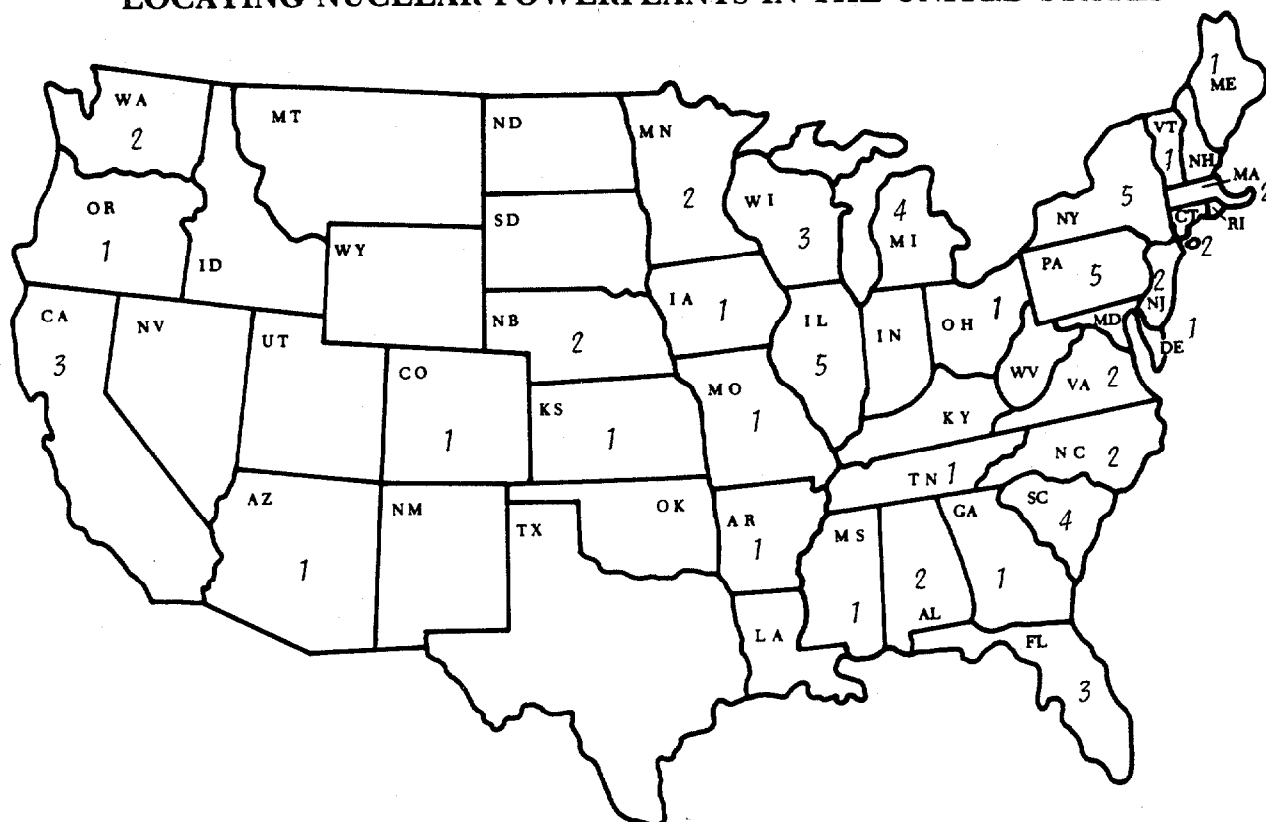 LOCATING NUCLEAR POWERPLANTS IN THE UNITED STATES
WA
2
MT
ND
MN
2
ME
1
VT
1
NH
MA
2
OR
1
ID
WY
SD
WI
3
MI
4
NY
5
CT
2
RI
CA
3
NV
UT
CO
1
NB
2
IA
1
IL
5
IN
OH
1
PA
5
NJ
2
MD
1
DE
WV
VA
2
KS
1
MO
1
KY
AZ
1
NM
TX
OK
AR
1
TN
1
NC
2
SC
4
MS
1
AL
2
GA
1
LA
FL
3